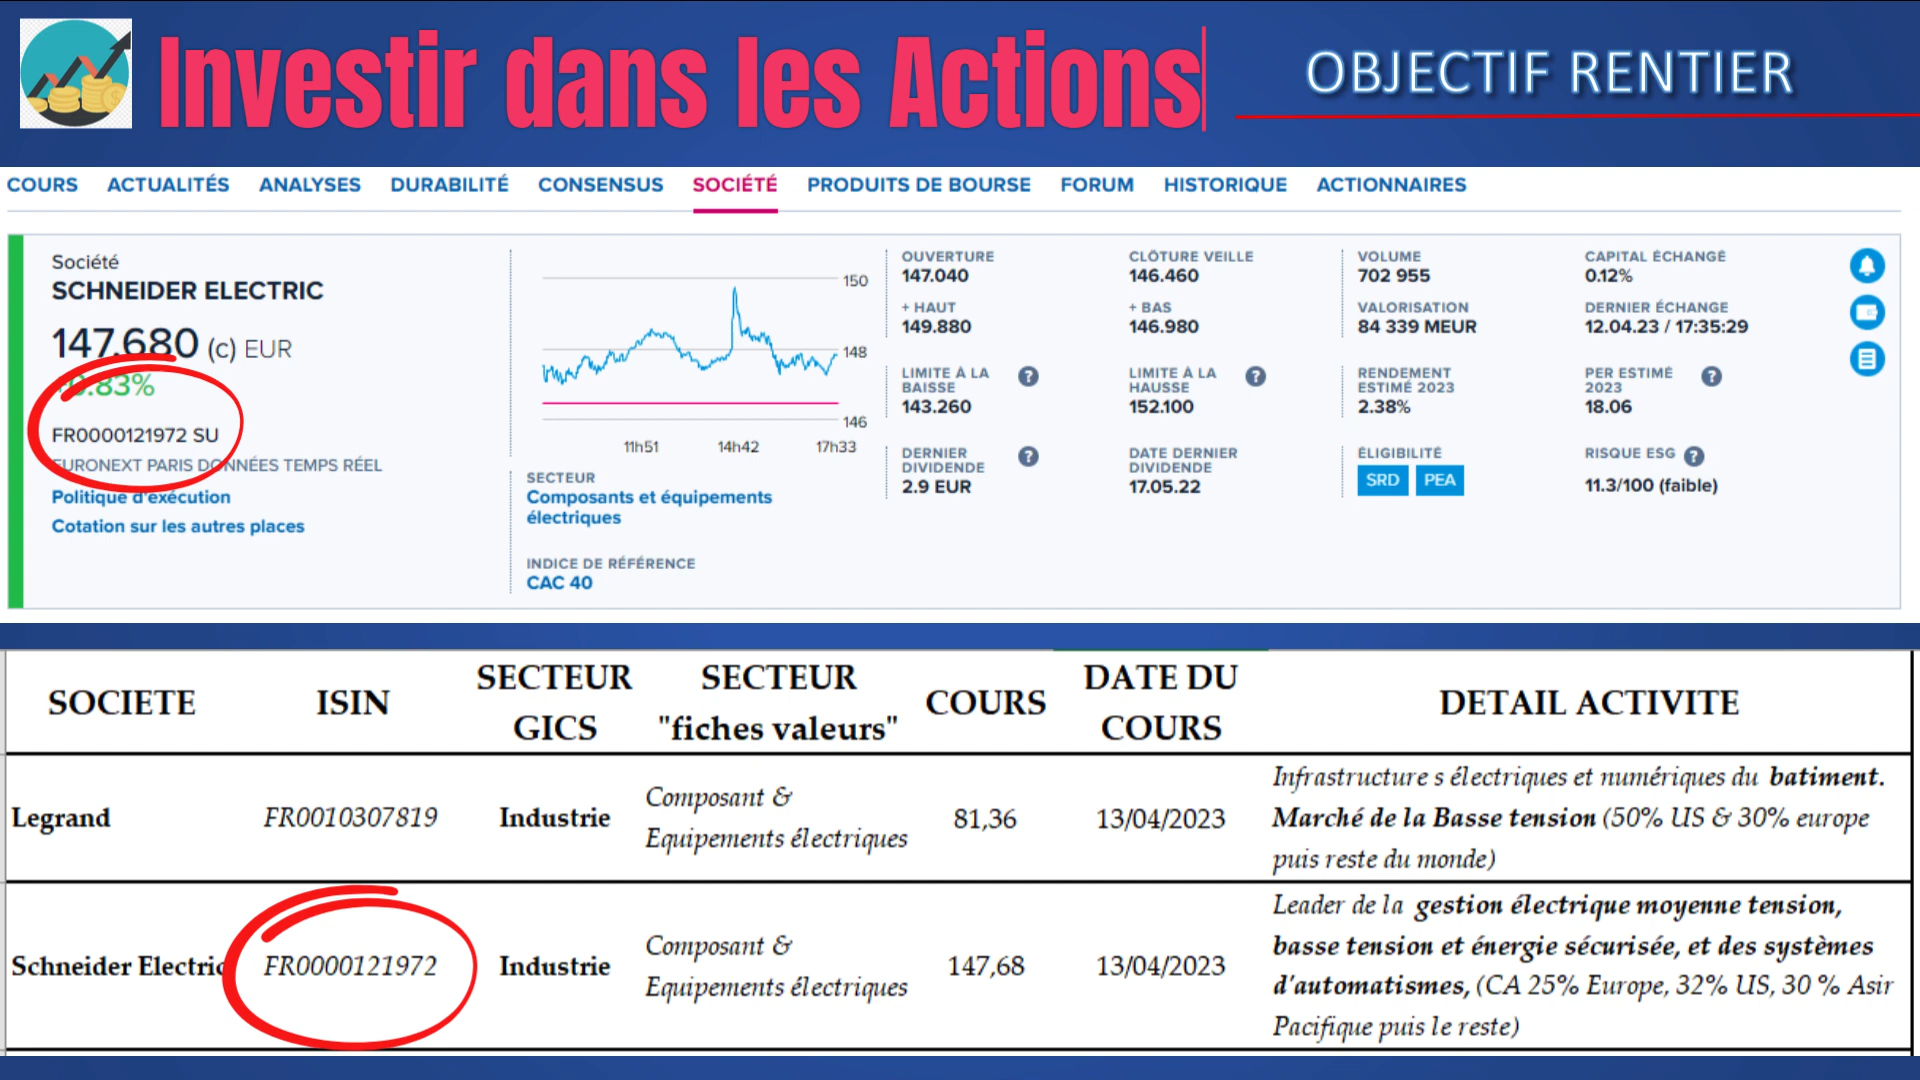 Investir dans les Actions
OBJECTIF RENTIER
COURS ACTUALITÉS ANALYSES DURABILITÉ CONSENSUS SOCIÉTÉ PRODUITS DE BOURSE FORUM HISTORIQUE ACTIONNAIRES
Société
SCHNEIDER ELECTRIC
147.680 (c) EUR
0.83%
FR0000121972 SU
EURONEXT PARIS DONNÉES TEMPS RÉEL
Politique d'exécution
Cotation sur les autres places
150
148
146
11h51 14h42 17h33
SECTEUR
Composants et équipements
électriques
INDICE DE RÉFÉRENCE
CAC 40
OUVERTURE
147.040
CLÔTURE VEILLE
146.460
+ HAUT
149.880
+ BAS
146.980
LIMITE À LA
BAISSE
?
143.260
LIMITE À LA
HAUSSE
?
152.100
DERNIER
DIVIDENDE
?
2.9 EUR
DATE DERNIER
DIVIDENDE
17.05.22
VOLUME
702 955
CAPITAL ÉCHANGÉ
0.12%
VALORISATION
84 339 MEUR
DERNIER ÉCHANGE
12.04.23 / 17:35:29
RENDEMENT
ESTIMÉ 2023
2.38%
PER ESTIMÉ
2023
?
18.06
ÉLIGIBILITÉ
SRD PEA
RISQUE ESG ?
11.3/100 (faible)
SOCIETE
ISIN
SECTEUR
GICS
SECTEUR
"fiches valeurs"
COURS
DATE DU
COURS
DETAIL ACTIVITE
Legrand
FR0010307819
Industrie
Composant &
Equipements électriques
81,36
13/04/2023
Infrastructure s électriques et numériques du batiment.
Marché de la Basse tension (50% US & 30% europe
puis reste du monde)
Schneider Electric
FR0000121972
Industrie
Composant &
Equipements électriques
147,68
13/04/2023
Leader de la gestion électrique moyenne tension,
basse tension et énergie sécurisée, et des systèmes
d'automatismes, (CA 25% Europe, 32% US, 30 % Asir
Pacifique puis le reste)